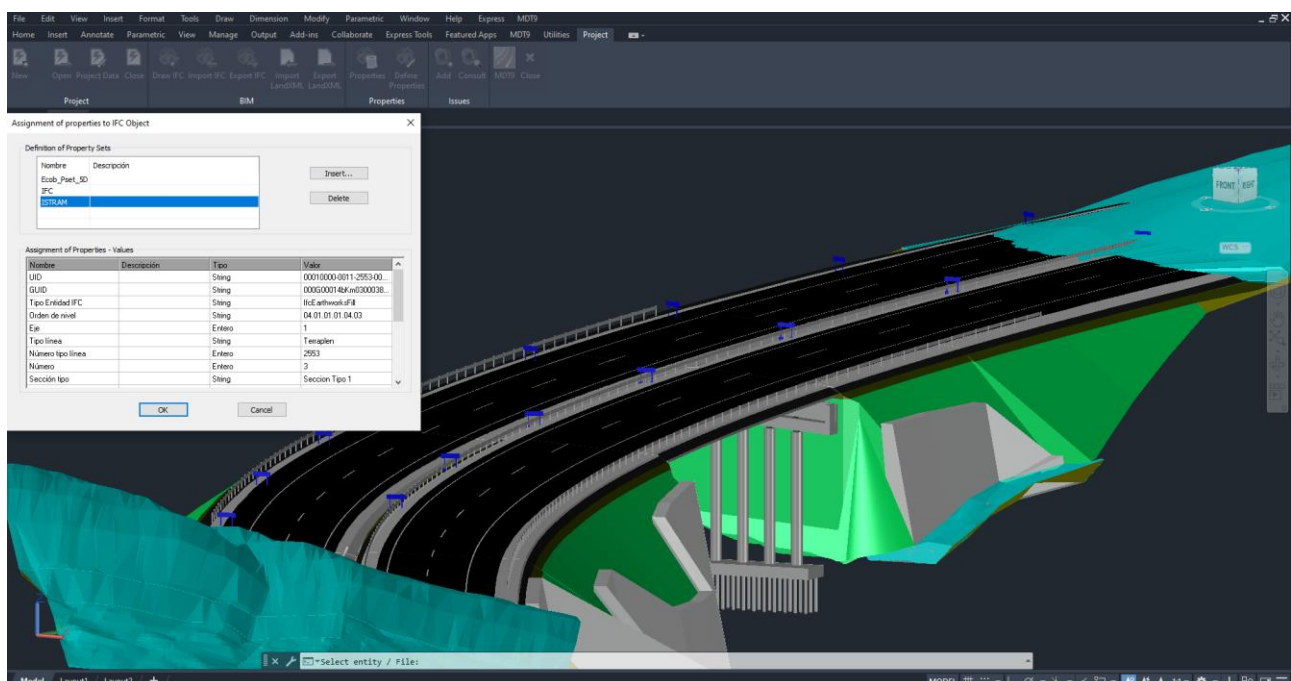 File Edit View Insert Format Tools Draw Dimension Modify Parametric Window Help Express MDT9
Home Insert Annotate Parametric View Manage Output Add-ins Collaborate Express Tools Featured Apps MDT9 Utilities Project
New Open Project Data Close Draw IFC Import IFC Export IFC Import LandXML Export LandXML Properties Define Properties Add Consult MDT9 Close
Project BIM Properties Issues
Assignment of properties to IFC Object
Definition of Property Sets
Nombre Descripción
Ecob_Pset_5D
IFC
ISTRAM
Insert...
Delete
Assignment of Properties - Values
Nombre Descripción Tipo Valor
UID String 00010000-0011-2553-00...
GUID String 000G00014bKm0300038...
Tipo Entidad IFC String IfcEarthworksFill
Orden de nivel String 04.01.01.01.04.03
Eje Entero 1
Tipo línea String Terraplen
Número tipo línea Entero 2553
Número Entero 3
Sección tipo String Seccion Tipo 1
OK Cancel
FRONT RIGHT
WCS
Select entity / File:
Model Layout1 Layout2 +
MODEL